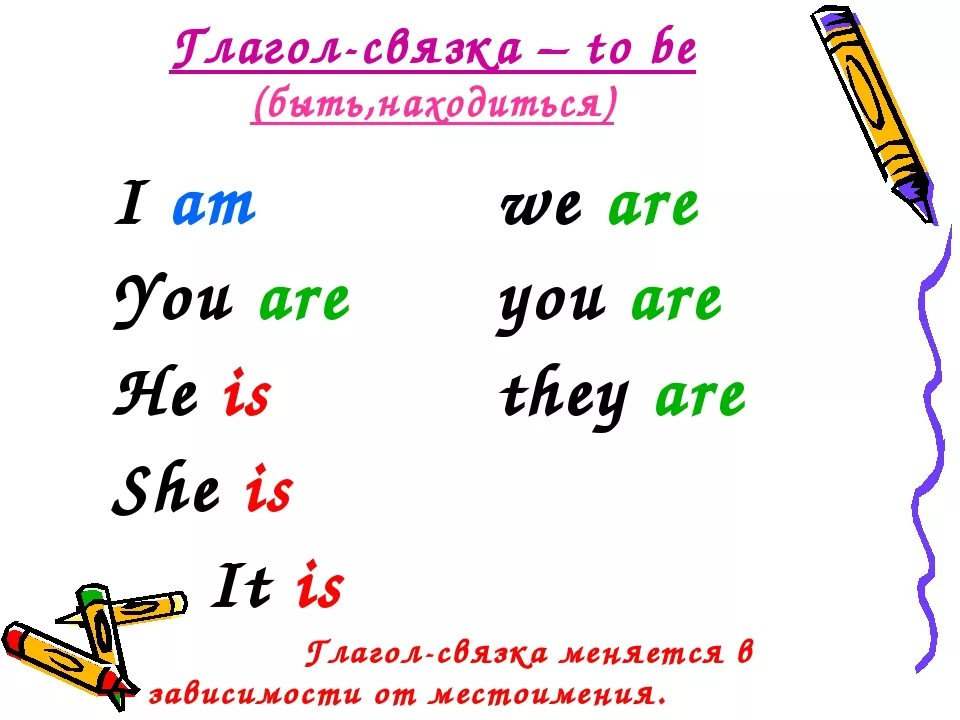 Глагол-связка – to be
(быть,находиться)
I am
You are
He is
She is
It is
we are
you are
they are
Глагол-связка меняется в
зависимости от местоимения.